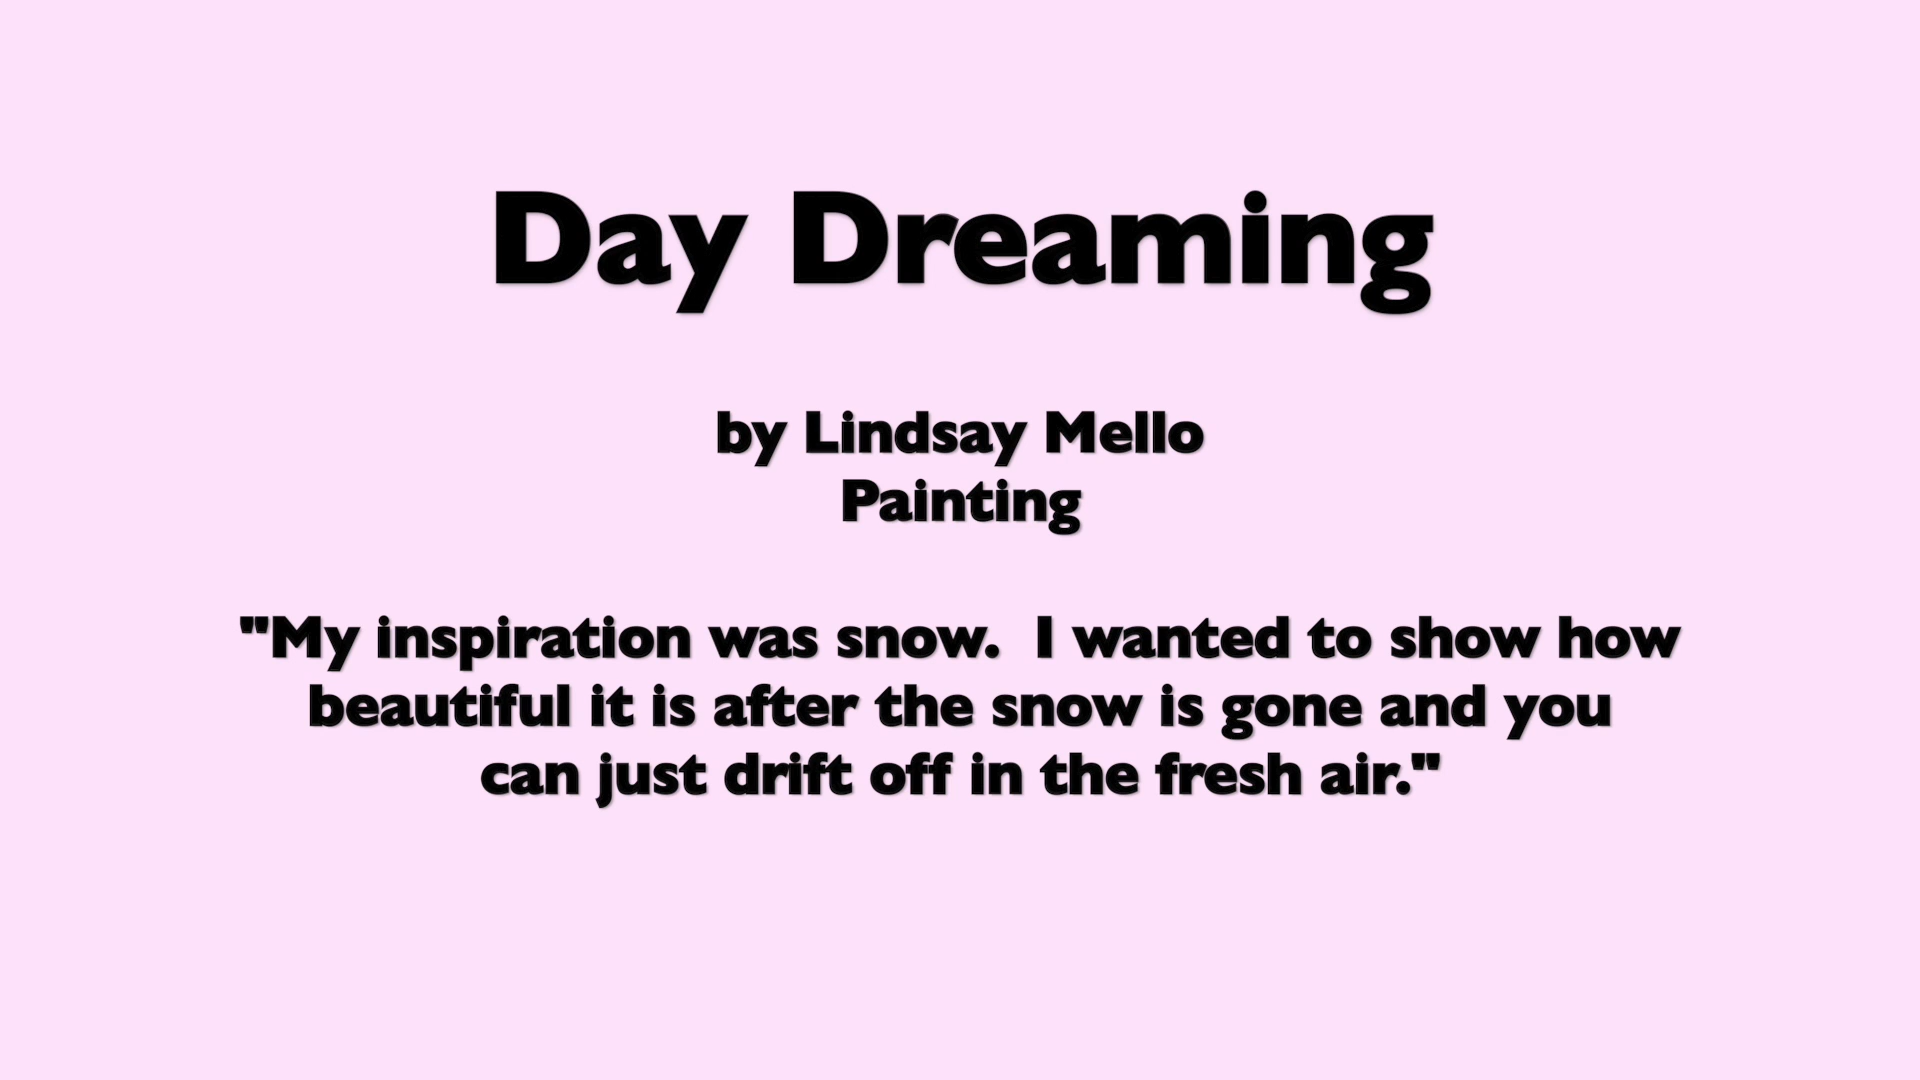 Day Dreaming
by Lindsay Mello
Painting
"My inspiration was snow.  I wanted to show how
beautiful it is after the snow is gone and you
can just drift off in the fresh air."